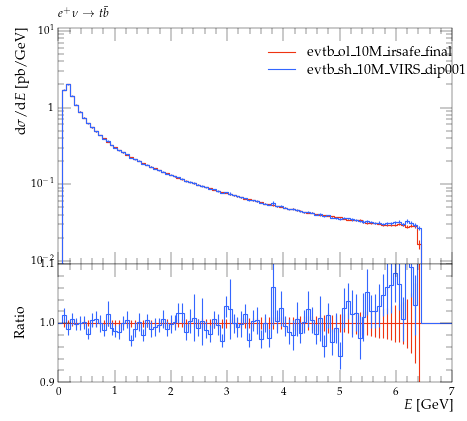 e⁺ν → tb̄
dσ/dE [pb/GeV]
10¹
1
10⁻¹
10⁻²
evtb_ol_10M_irsafe_final
evtb_sh_10M_VIRS_dip001
Ratio
1.1
1.0
0.9
0 1 2 3 4 5 6 7
E [GeV]